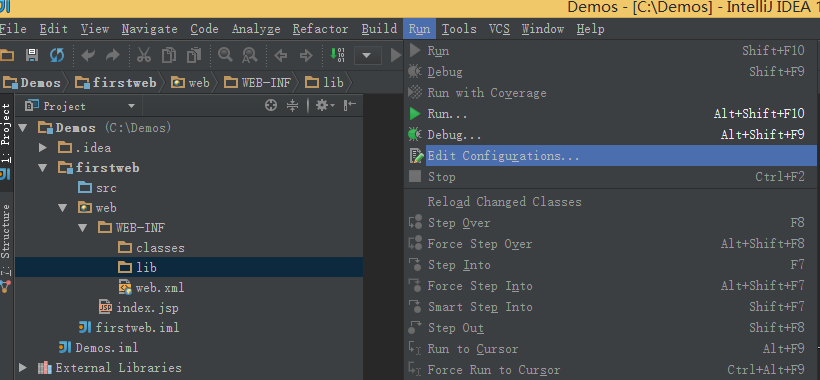 Demos - [C:\Demos] - IntelliJ IDEA 1
File Edit View Navigate Code Analyze Refactor Build Run Tools VCS Window Help
Demos firstweb web WEB-INF lib
1: Project
7: Structure
Project
Demos (C:\Demos)
.idea
firstweb
src
web
WEB-INF
classes
lib
web.xml
index.jsp
firstweb.iml
Demos.iml
External Libraries
Run Shift+F10
Debug Shift+F9
Run with Coverage
Run... Alt+Shift+F10
Debug... Alt+Shift+F9
Edit Configurations...
Stop Ctrl+F2
Reload Changed Classes
Step Over F8
Force Step Over Alt+Shift+F8
Step Into F7
Force Step Into Alt+Shift+F7
Smart Step Into Shift+F7
Step Out Shift+F8
Run to Cursor Alt+F9
Force Run to Cursor Ctrl+Alt+F9